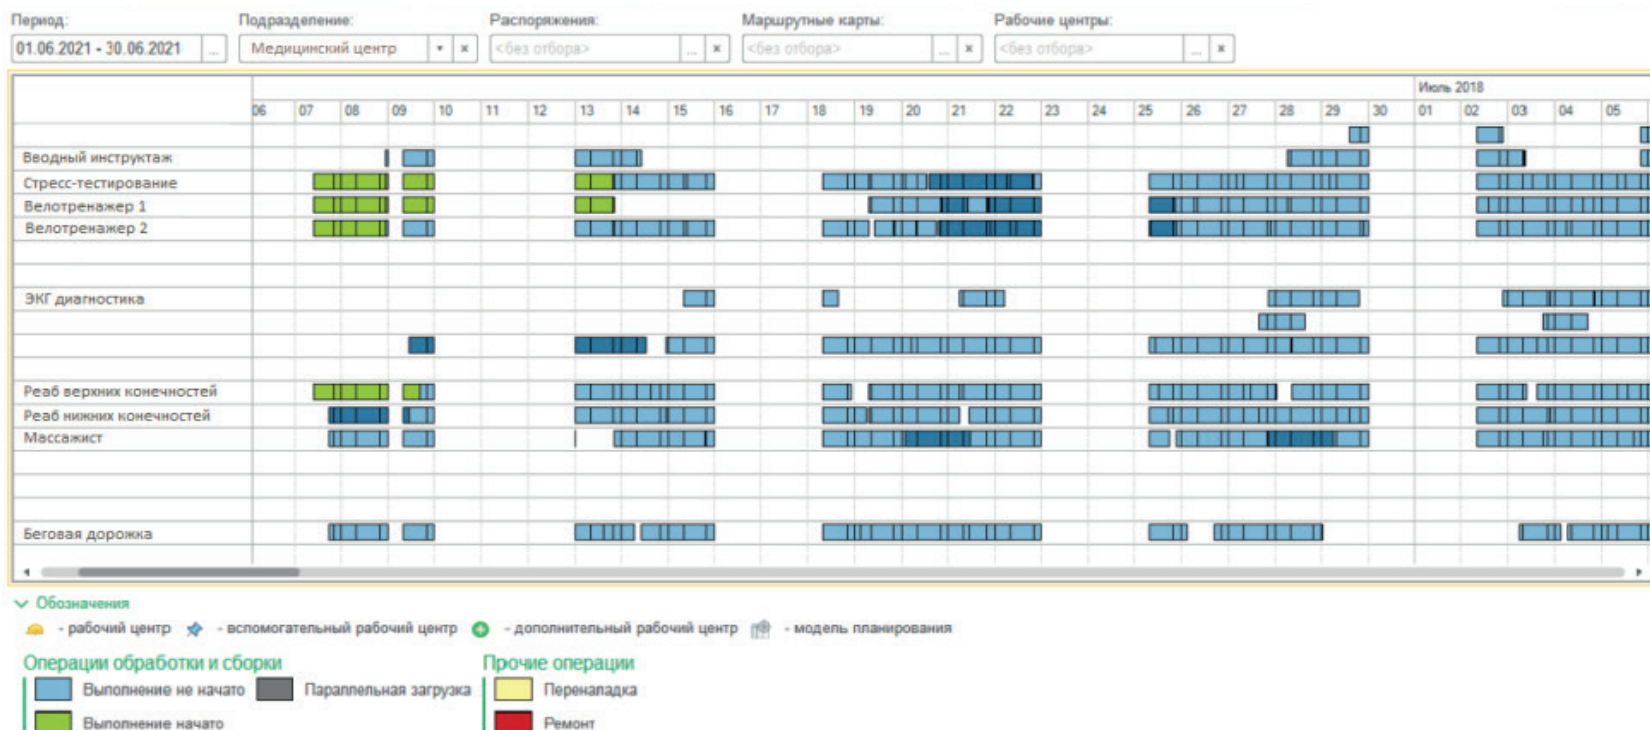 Период: Подразделение: Распоряжения: Маршрутные карты: Рабочие центры:
01.06.2021 - 30.06.2021 ... Медицинский центр <без отбора> ... × <без отбора> ... × <без отбора> ... ×
Июль 2018
06 07 08 09 10 11 12 13 14 15 16 17 18 19 20 21 22 23 24 25 26 27 28 29 30 01 02 03 04 05
Вводный инструктаж
Стресс-тестирование
Велотренажер 1
Велотренажер 2
ЭКГ диагностика
Реаб верхних конечностей
Реаб нижних конечностей
Массажист
Беговая дорожка
Обозначения
- рабочий центр - вспомогательный рабочий центр - дополнительный рабочий центр - модель планирования
Операции обработки и сборки Прочие операции
Выполнение не начато Параллельная загрузка Переналадка
Выполнение начато Ремонт